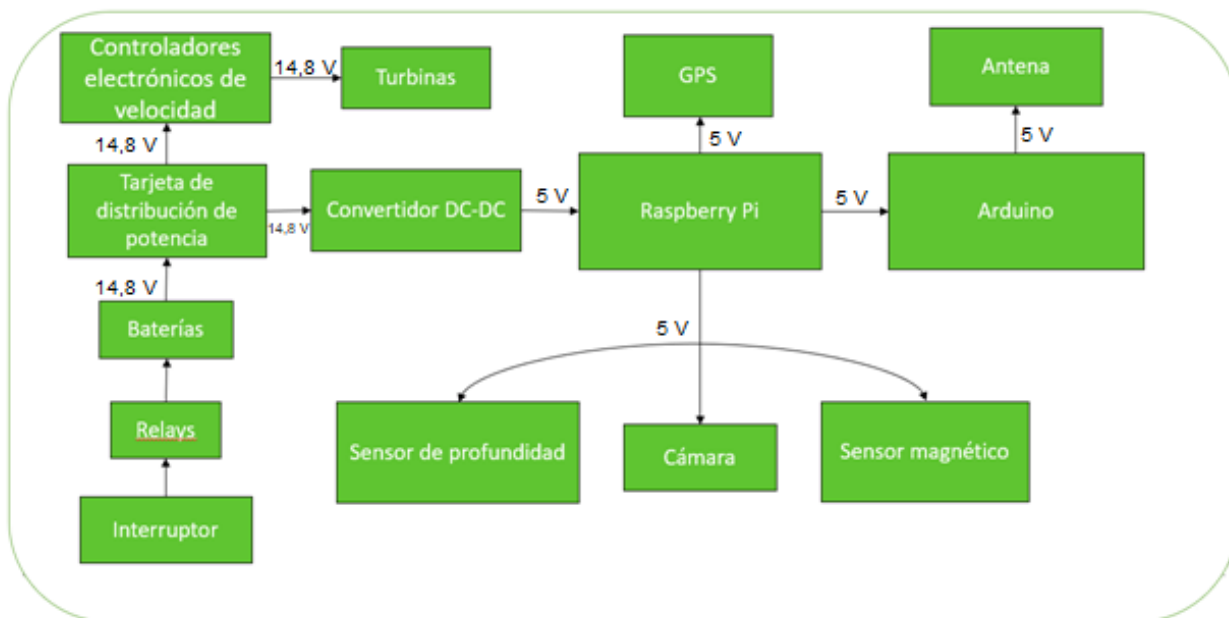 Controladores
electrónicos de
velocidad
14,8 V
Turbinas
GPS
Antena
14,8 V
5 V
5 V
Tarjeta de
distribución de
potencia
14,8 V
Convertidor DC-DC
5 V
Raspberry Pi
5 V
Arduino
14,8 V
Baterías
5 V
Relays
Sensor de profundidad
Cámara
Sensor magnético
Interruptor